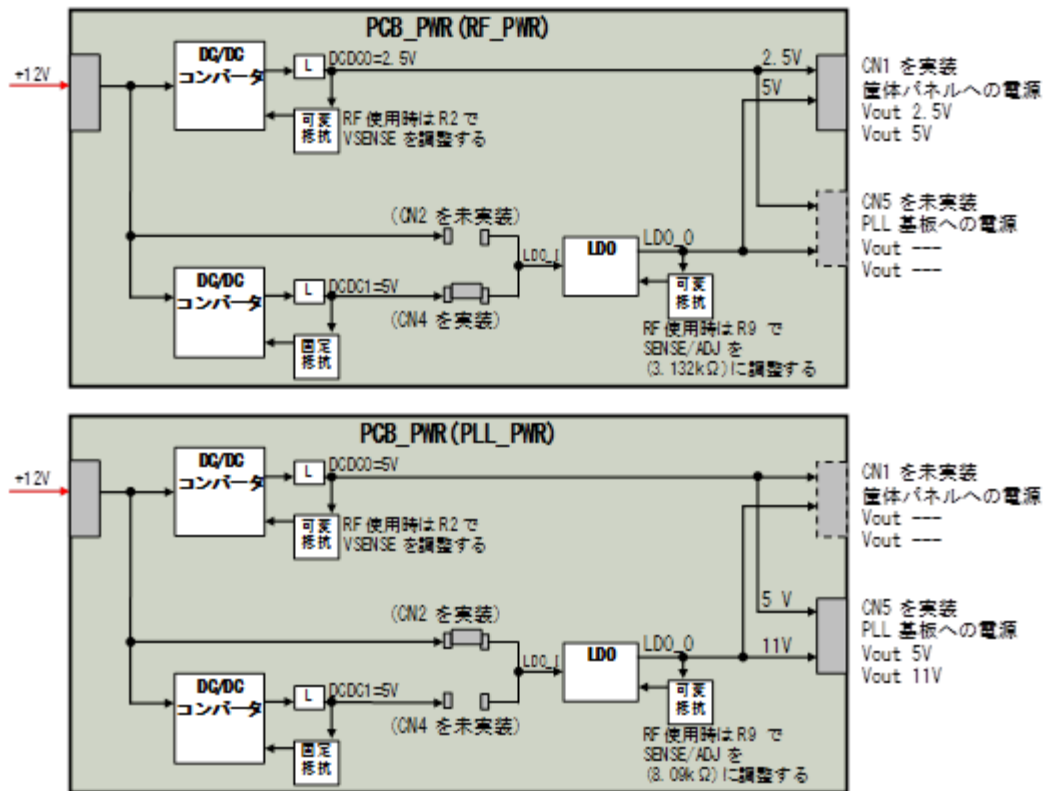 PCB_PWR(RF_PWR)
+12V
DC/DC
コンバータ
L
DCDC0=2.5V
可変
抵抗
RF 使用時は R2 で
VSENSE を調整する
2.5V
5V
CN1 を実装
筐体パネルへの電源
Vout 2.5V
Vout 5V
(CN2 を未実装)
LDO_I
LDO
LDO_O
CN5 を未実装
PLL 基板への電源
Vout ---
Vout ---
DC/DC
コンバータ
L
DCDC1=5V
(CN4 を実装)
固定
抵抗
可変
抵抗
RF 使用時は R9 で
SENSE/ADJ を
(3.132kΩ)に調整する
PCB_PWR(PLL_PWR)
+12V
DC/DC
コンバータ
L
DCDC0=5V
可変
抵抗
RF 使用時は R2 で
VSENSE を調整する
CN1 を未実装
筐体パネルへの電源
Vout ---
Vout ---
(CN2 を実装)
LDO_I
LDO
LDO_O
5 V
11V
CN5 を実装
PLL 基板への電源
Vout 5V
Vout 11V
DC/DC
コンバータ
L
DCDC1=5V
(CN4 を未実装)
固定
抵抗
可変
抵抗
RF 使用時は R9 で
SENSE/ADJ を
(8.09kΩ)に調整する